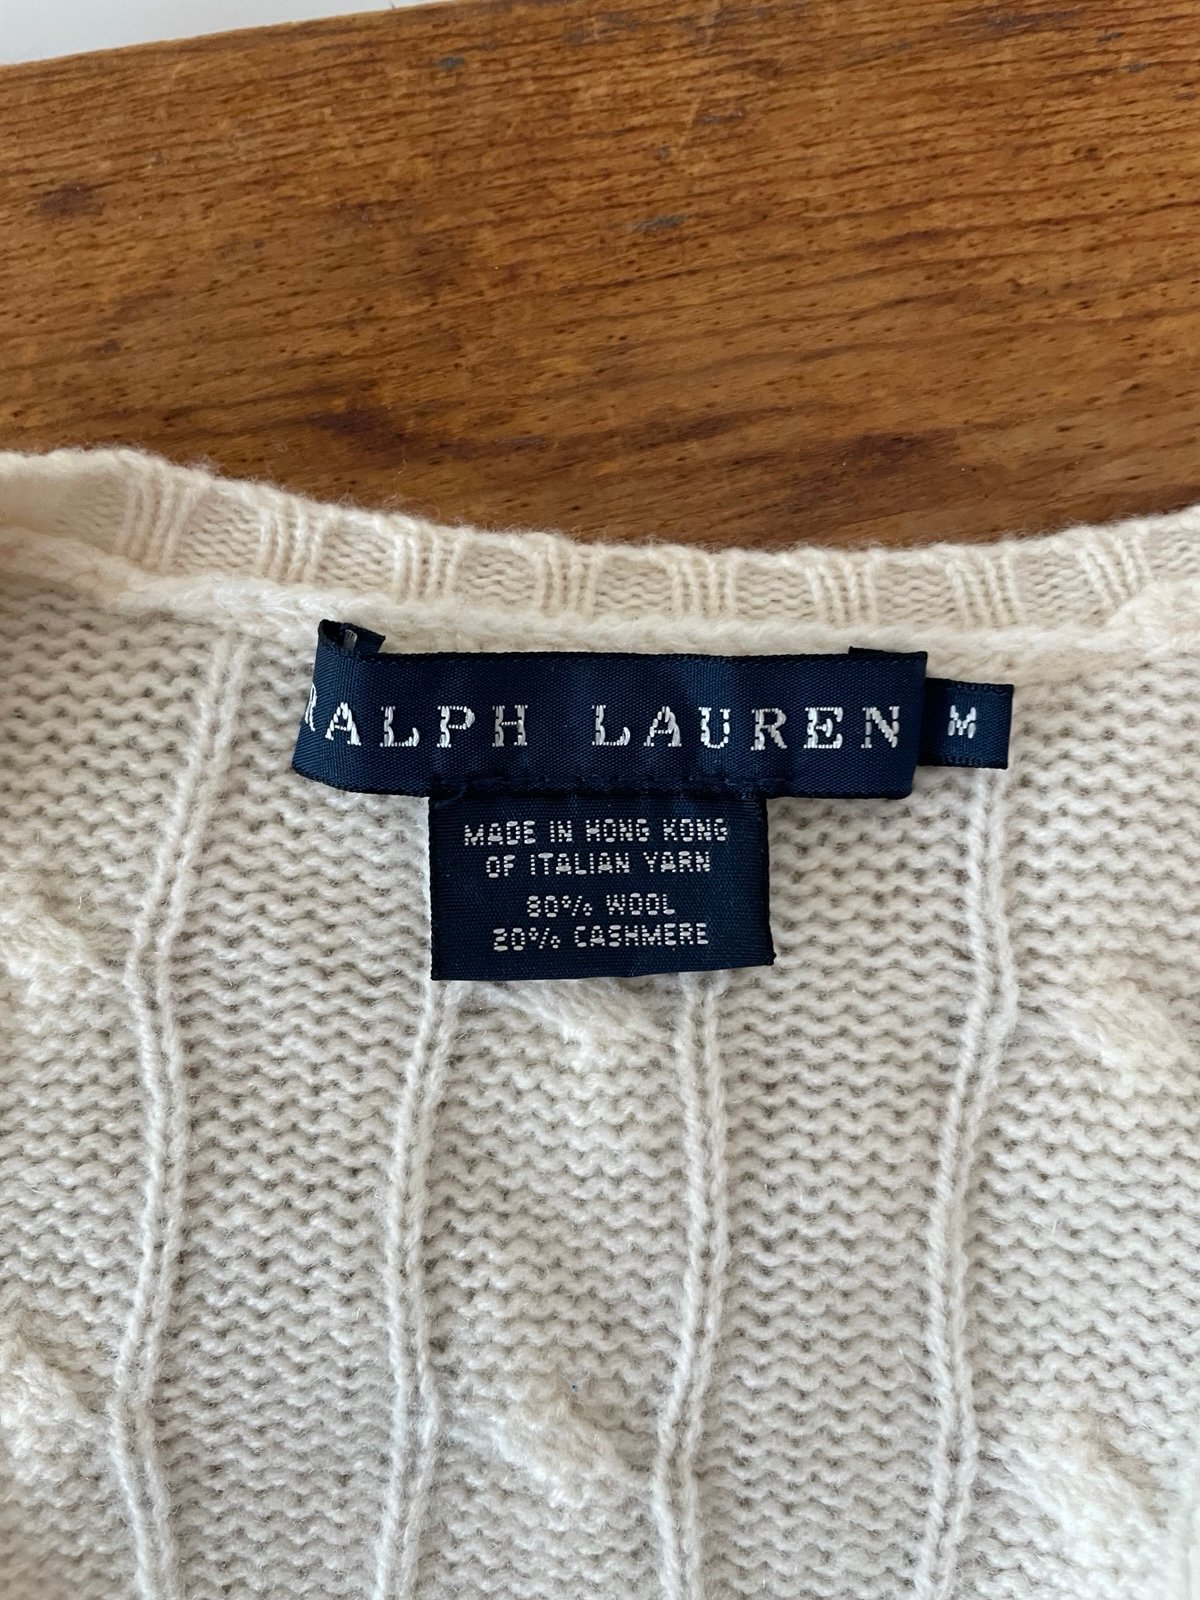 RALPH LAUREN
M
MADE IN HONG KONG
OF ITALIAN YARN
80% WOOL
20% CASHMERE